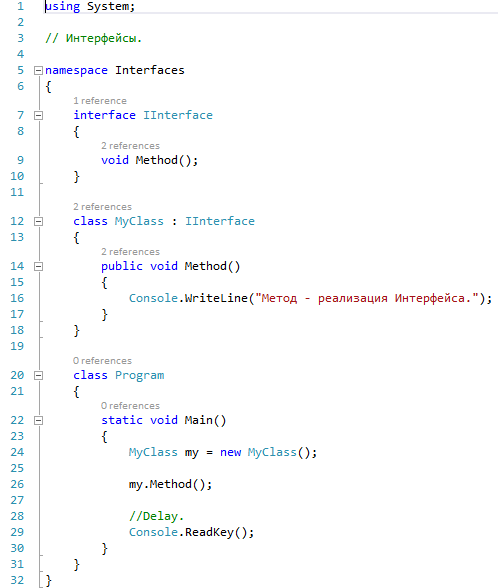 1 using System;
2
3 // Интерфейсы.
4
5 namespace Interfaces
6 {
1 reference
7 interface IInterface
8 {
2 references
9 void Method();
10 }
11
2 references
12 class MyClass : IInterface
13 {
2 references
14 public void Method()
15 {
16 Console.WriteLine("Метод - реализация Интерфейса.");
17 }
18 }
19
0 references
20 class Program
21 {
0 references
22 static void Main()
23 {
24 MyClass my = new MyClass();
25
26 my.Method();
27
28 //Delay.
29 Console.ReadKey();
30 }
31 }
32 }